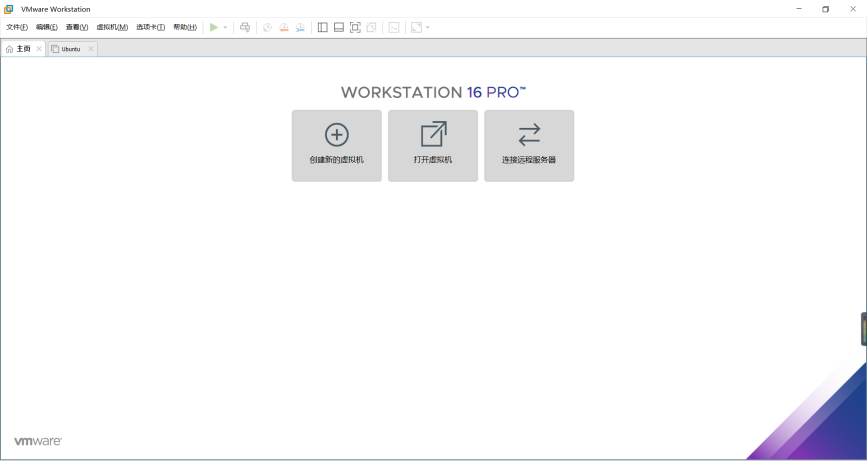 VMware Workstation
文件(F) 编辑(E) 查看(V) 虚拟机(M) 选项卡(T) 帮助(H)
主页 Ubuntu
WORKSTATION 16 PRO™
创建新的虚拟机 打开虚拟机 连接远程服务器
vmware